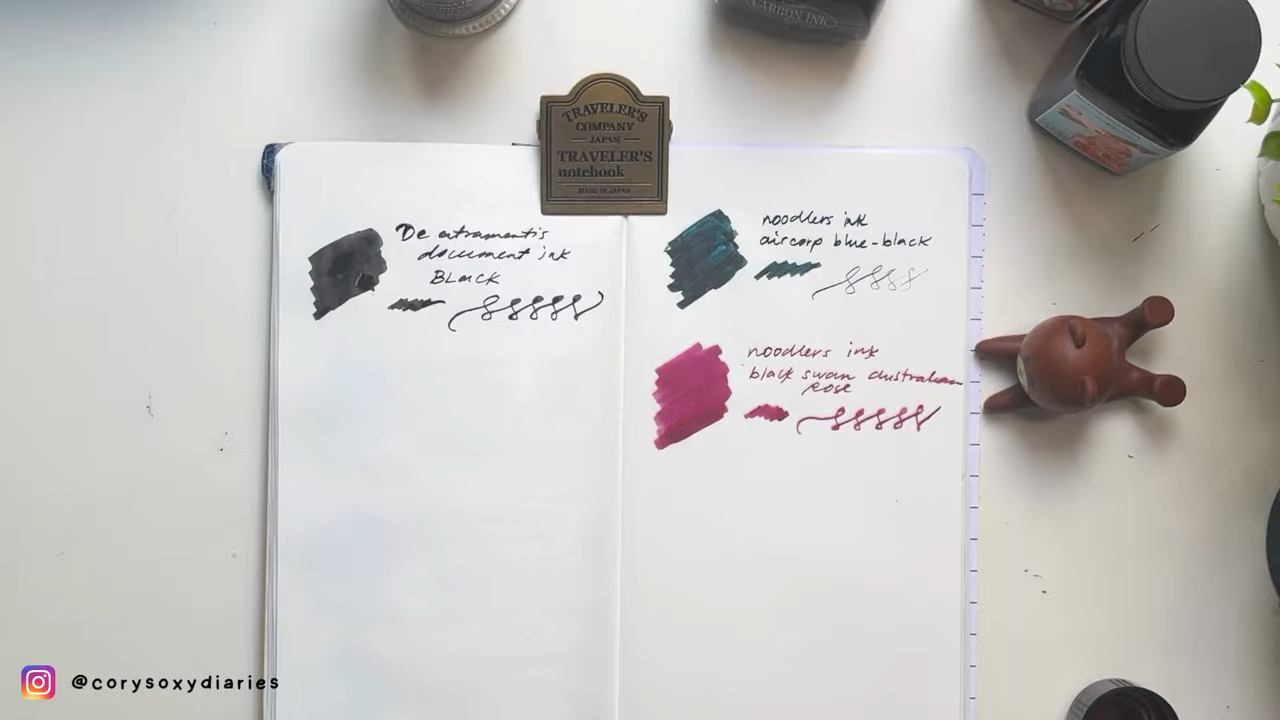 CARBON INK
TRAVELER'S
COMPANY
JAPAN
TRAVELER'S
notebook
MADE IN JAPAN
De atramentis
document ink
BLack
noodlers ink
aircorp blue-black
noodlers ink
black swan australian
rose
@corysoxydiaries